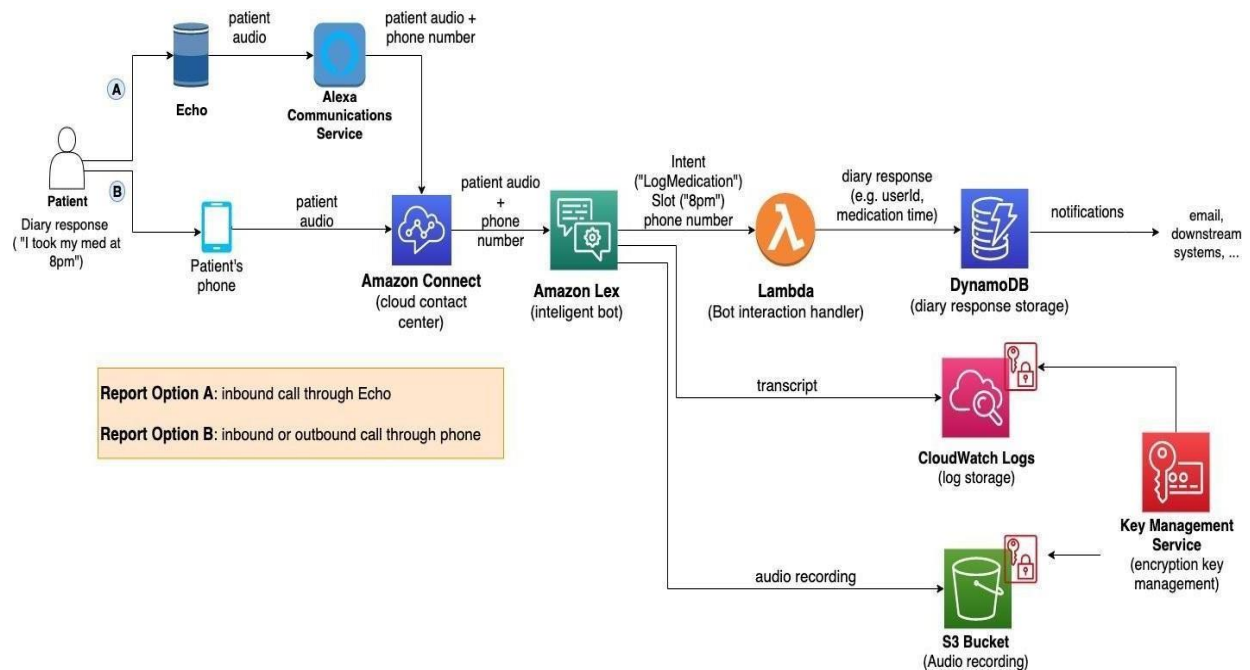 patient
audio
patient audio +
phone number
A
Echo
Alexa
Communications
Service
B
Patient
Diary response
( "I took my med at
8pm")
Patient's
phone
patient
audio
Amazon Connect
(cloud contact
center)
patient audio
+
phone
number
Amazon Lex
(inteligent bot)
Intent
("LogMedication")
Slot ("8pm")
phone number
Lambda
(Bot interaction handler)
diary response
(e.g. userId,
medication time)
DynamoDB
(diary response storage)
notifications
email,
downstream
systems, ...
Report Option A: inbound call through Echo
Report Option B: inbound or outbound call through phone
transcript
CloudWatch Logs
(log storage)
Key Management
Service
(encryption key
management)
audio recording
S3 Bucket
(Audio recording)